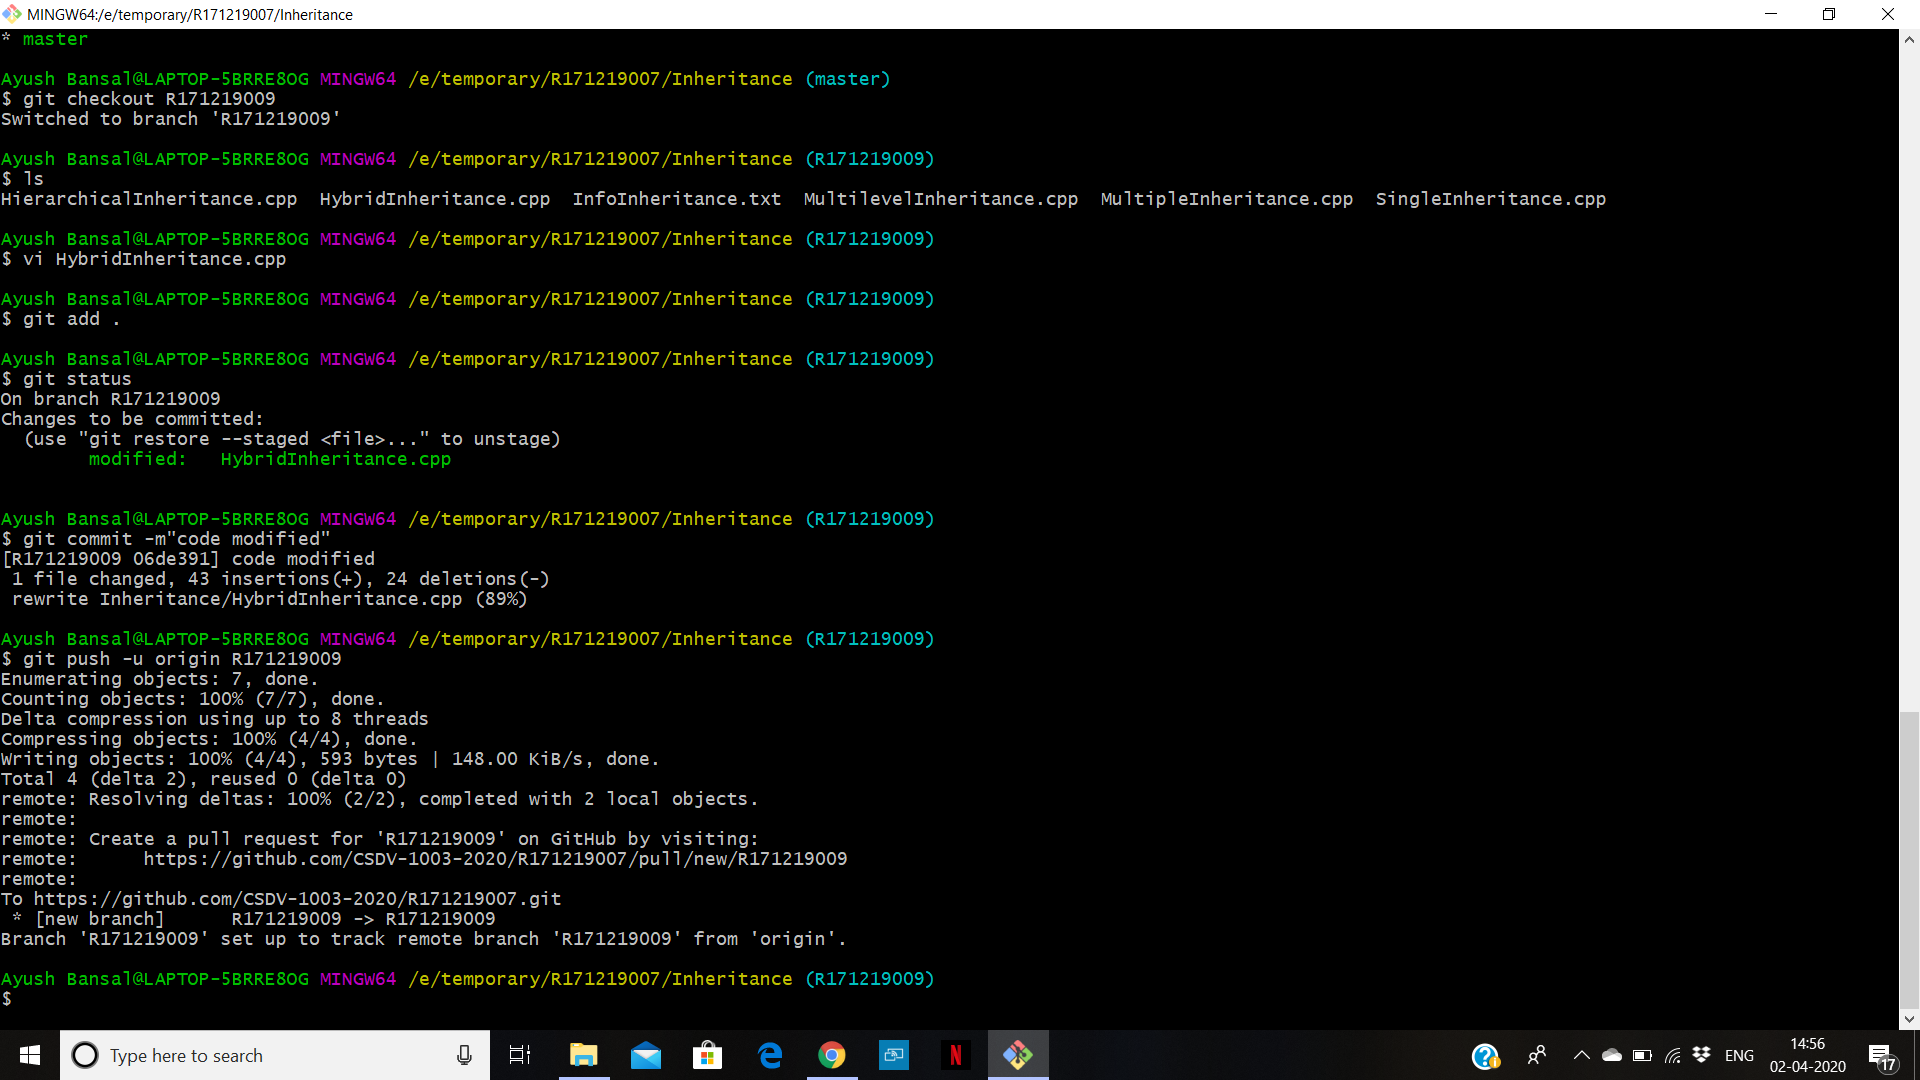 MINGW64:/e/temporary/R171219007/Inheritance
* master
Ayush Bansal@LAPTOP-5BRRE8OG MINGW64 /e/temporary/R171219007/Inheritance (master)
$ git checkout R171219009
Switched to branch 'R171219009'
Ayush Bansal@LAPTOP-5BRRE8OG MINGW64 /e/temporary/R171219007/Inheritance (R171219009)
$ ls
HierarchicalInheritance.cpp  HybridInheritance.cpp  InfoInheritance.txt  MultilevelInheritance.cpp  MultipleInheritance.cpp  SingleInheritance.cpp
Ayush Bansal@LAPTOP-5BRRE8OG MINGW64 /e/temporary/R171219007/Inheritance (R171219009)
$ vi HybridInheritance.cpp
Ayush Bansal@LAPTOP-5BRRE8OG MINGW64 /e/temporary/R171219007/Inheritance (R171219009)
$ git add .
Ayush Bansal@LAPTOP-5BRRE8OG MINGW64 /e/temporary/R171219007/Inheritance (R171219009)
$ git status
On branch R171219009
Changes to be committed:
  (use "git restore --staged <file>..." to unstage)
        modified:   HybridInheritance.cpp
Ayush Bansal@LAPTOP-5BRRE8OG MINGW64 /e/temporary/R171219007/Inheritance (R171219009)
$ git commit -m"code modified"
[R171219009 06de391] code modified
 1 file changed, 43 insertions(+), 24 deletions(-)
 rewrite Inheritance/HybridInheritance.cpp (89%)
Ayush Bansal@LAPTOP-5BRRE8OG MINGW64 /e/temporary/R171219007/Inheritance (R171219009)
$ git push -u origin R171219009
Enumerating objects: 7, done.
Counting objects: 100% (7/7), done.
Delta compression using up to 8 threads
Compressing objects: 100% (4/4), done.
Writing objects: 100% (4/4), 593 bytes | 148.00 KiB/s, done.
Total 4 (delta 2), reused 0 (delta 0)
remote: Resolving deltas: 100% (2/2), completed with 2 local objects.
remote:
remote: Create a pull request for 'R171219009' on GitHub by visiting:
remote:      https://github.com/CSDV-1003-2020/R171219007/pull/new/R171219009
remote:
To https://github.com/CSDV-1003-2020/R171219007.git
 * [new branch]      R171219009 -> R171219009
Branch 'R171219009' set up to track remote branch 'R171219009' from 'origin'.
Ayush Bansal@LAPTOP-5BRRE8OG MINGW64 /e/temporary/R171219007/Inheritance (R171219009)
$
Type here to search
ENG
14:56
02-04-2020
17